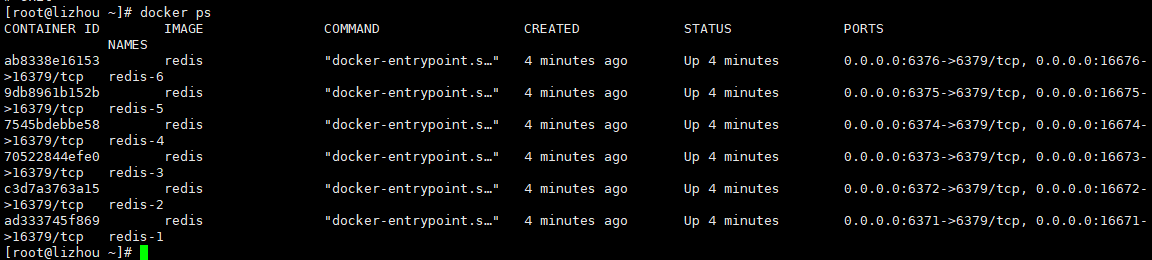 [root@lizhou ~]# docker ps
CONTAINER ID        IMAGE               COMMAND                CREATED             STATUS              PORTS
             NAMES
ab8338e16153        redis               "docker-entrypoint.s…"   4 minutes ago       Up 4 minutes        0.0.0.0:6376->6379/tcp, 0.0.0.0:16676-
>16379/tcp   redis-6
9db8961b152b        redis               "docker-entrypoint.s…"   4 minutes ago       Up 4 minutes        0.0.0.0:6375->6379/tcp, 0.0.0.0:16675-
>16379/tcp   redis-5
7545bdebbe58        redis               "docker-entrypoint.s…"   4 minutes ago       Up 4 minutes        0.0.0.0:6374->6379/tcp, 0.0.0.0:16674-
>16379/tcp   redis-4
70522844efe0        redis               "docker-entrypoint.s…"   4 minutes ago       Up 4 minutes        0.0.0.0:6373->6379/tcp, 0.0.0.0:16673-
>16379/tcp   redis-3
c3d7a3763a15        redis               "docker-entrypoint.s…"   4 minutes ago       Up 4 minutes        0.0.0.0:6372->6379/tcp, 0.0.0.0:16672-
>16379/tcp   redis-2
ad333745f869        redis               "docker-entrypoint.s…"   4 minutes ago       Up 4 minutes        0.0.0.0:6371->6379/tcp, 0.0.0.0:16671-
>16379/tcp   redis-1
[root@lizhou ~]#